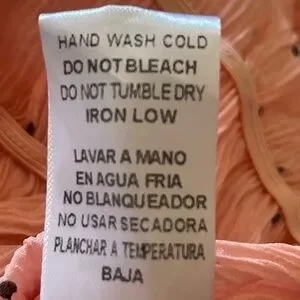 HAND WASH COLD
DO NOT BLEACH
DO NOT TUMBLE DRY
IRON LOW
LAVAR A MANO
EN AGUA FRIA
NO BLANQUEADOR
NO USAR SECADORA
PLANCHAR A TEMPERATURA
BAJA